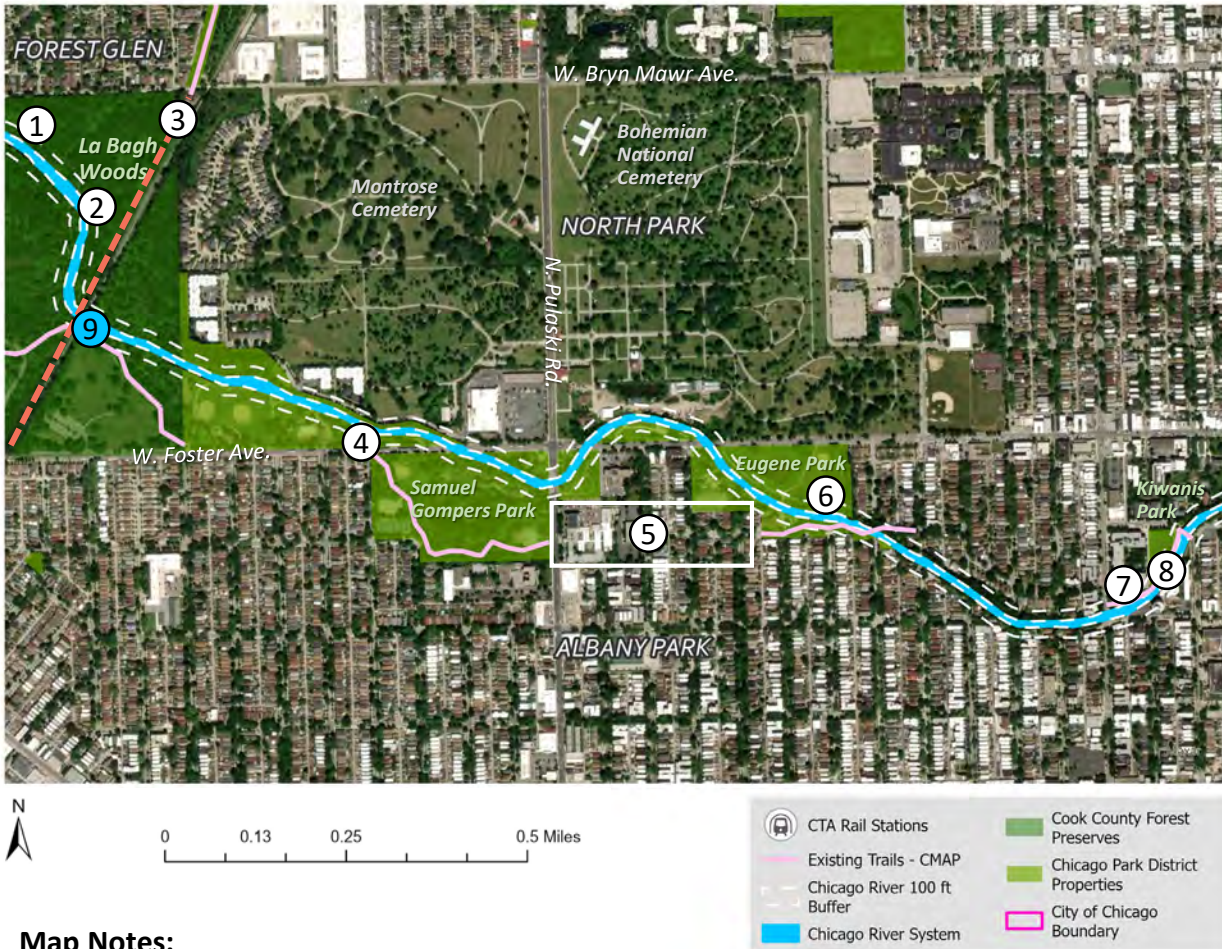 FOREST GLEN
W. Bryn Mawr Ave.
1
3
La Bagh
Woods
Bohemian
National
Cemetery
Montrose
Cemetery
2
NORTH PARK
N. Pulaski Rd.
9
4
W. Foster Ave.
Samuel
Gompers Park
Eugene Park
6
Kiwanis
Park
5
7
8
ALBANY PARK
N
0
0.13
0.25
0.5 Miles
CTA Rail Stations
Existing Trails - CMAP
Chicago River 100 ft
Buffer
Chicago River System
Cook County Forest
Preserves
Chicago Park District
Properties
City of Chicago
Boundary
Map Notes: